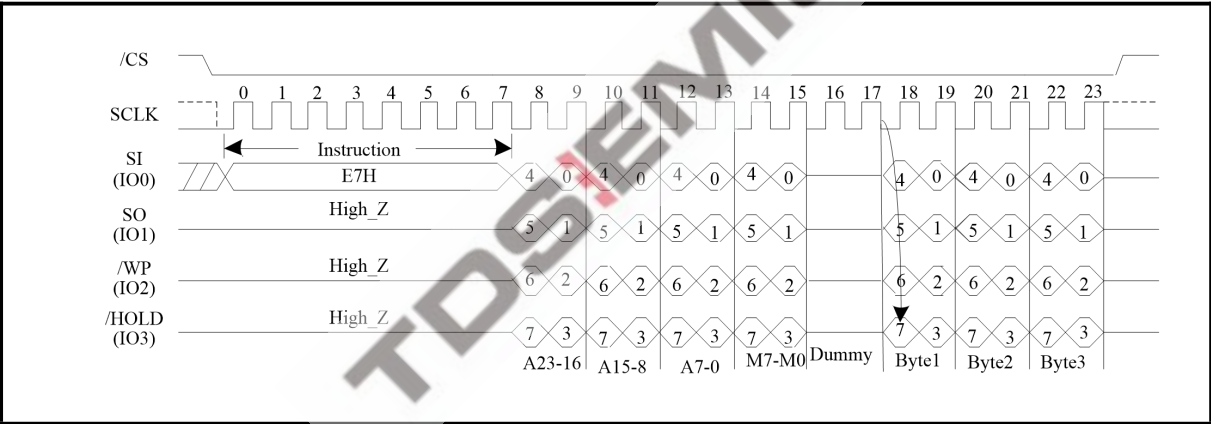 /CS
0 1 2 3 4 5 6 7 8 9 10 11 12 13 14 15 16 17 18 19 20 21 22 23
SCLK
Instruction
SI
(IO0)
E7H
4 0 4 0 4 0 4 0 4 0 4 0 4 0
High_Z
SO
(IO1)
5 1 5 1 5 1 5 1 5 1 5 1 5 1
High_Z
/WP
(IO2)
6 2 6 2 6 2 6 2 6 2 6 2 6 2
High_Z
/HOLD
(IO3)
7 3 7 3 7 3 7 3 7 3 7 3 7 3
A23-16 A15-8 A7-0 M7-M0 Dummy Byte1 Byte2 Byte3
TDSEMI